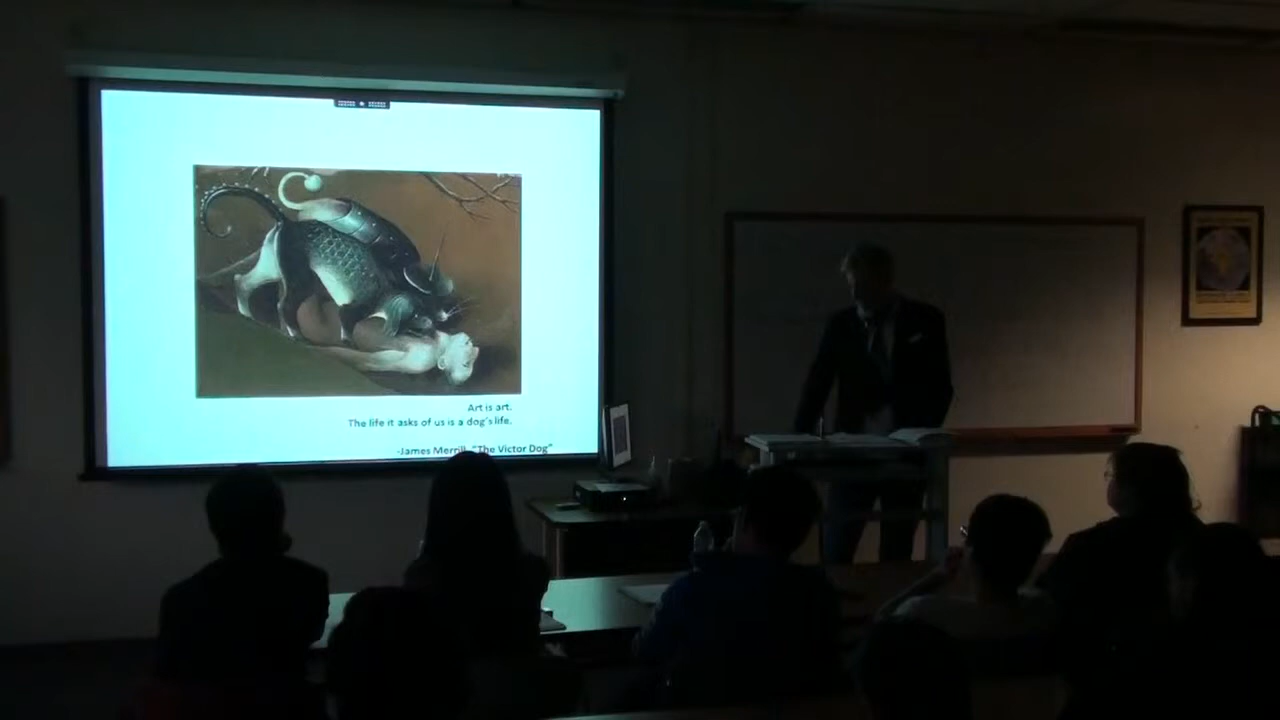 Art is art.
The life it asks of us is a dog's life.
-James Merrill, "The Victor Dog"